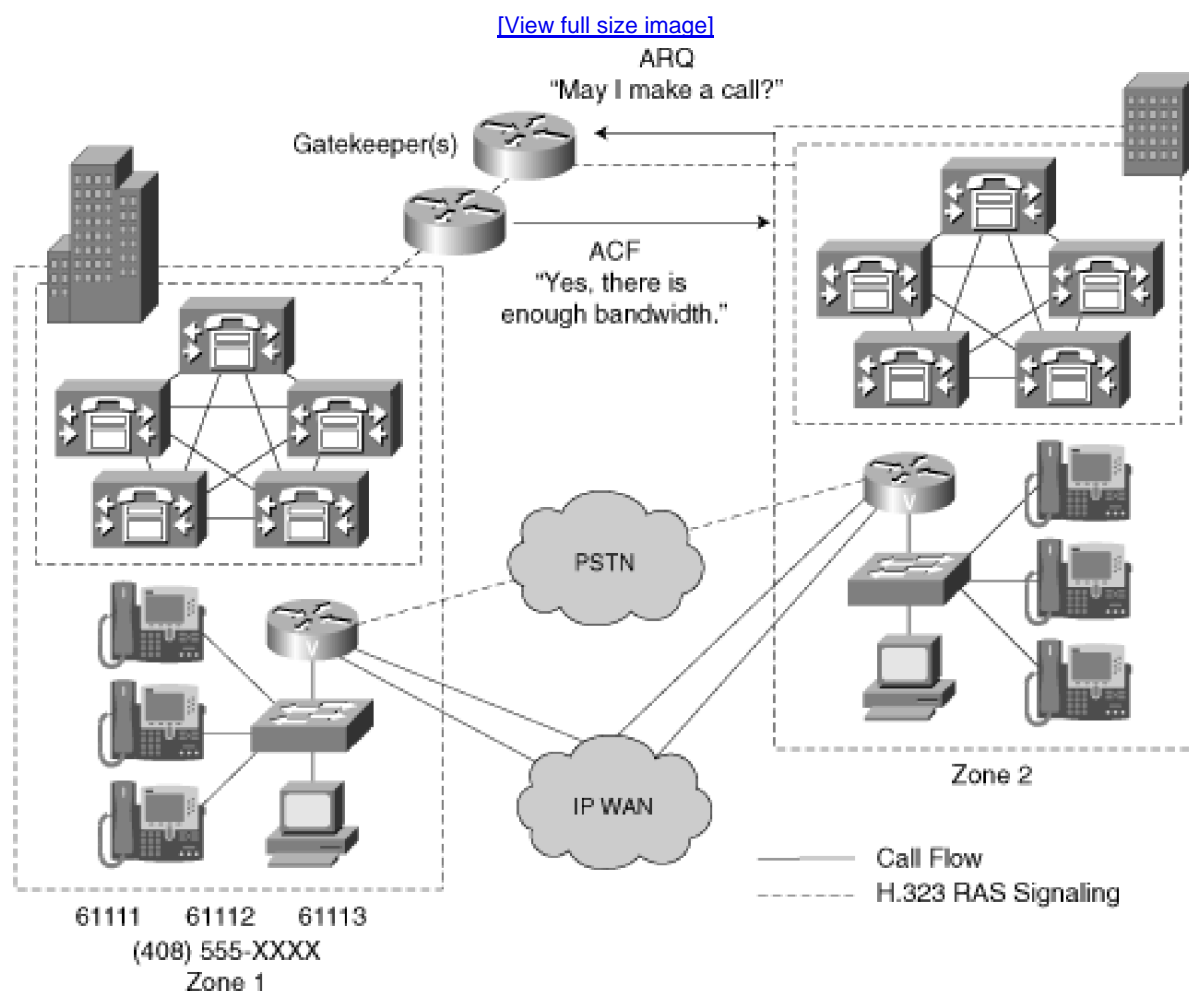 [View full size image]
ARQ
“May I make a call?”
Gatekeeper(s)
ACF
“Yes, there is
enough bandwidth.”
V
PSTN
V
IP WAN
Zone 2
Call Flow
H.323 RAS Signaling
61111 61112 61113
(408) 555-XXXX
Zone 1